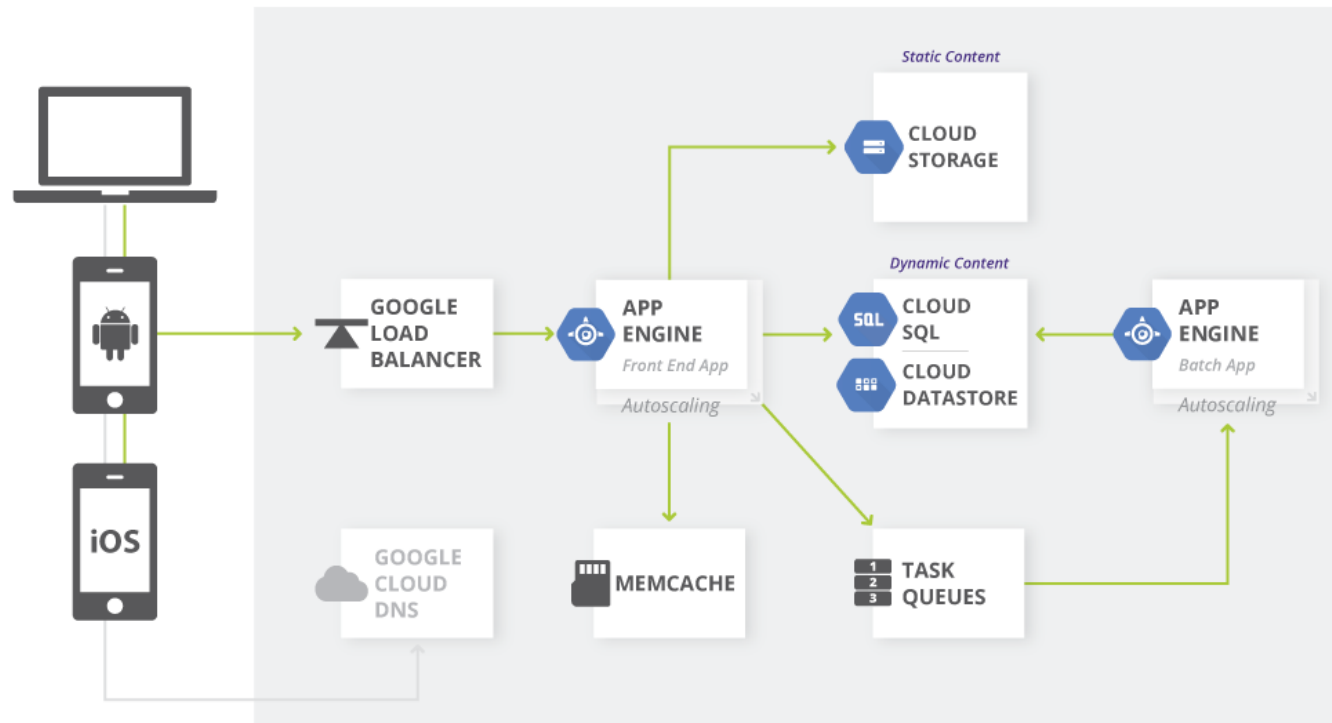 Static Content
CLOUD
STORAGE
Dynamic Content
GOOGLE
LOAD
BALANCER
APP
ENGINE
Front End App
Autoscaling
SQL
CLOUD
SQL
CLOUD
DATASTORE
APP
ENGINE
Batch App
Autoscaling
iOS
GOOGLE
CLOUD
DNS
MEMCACHE
1
2
3
TASK
QUEUES